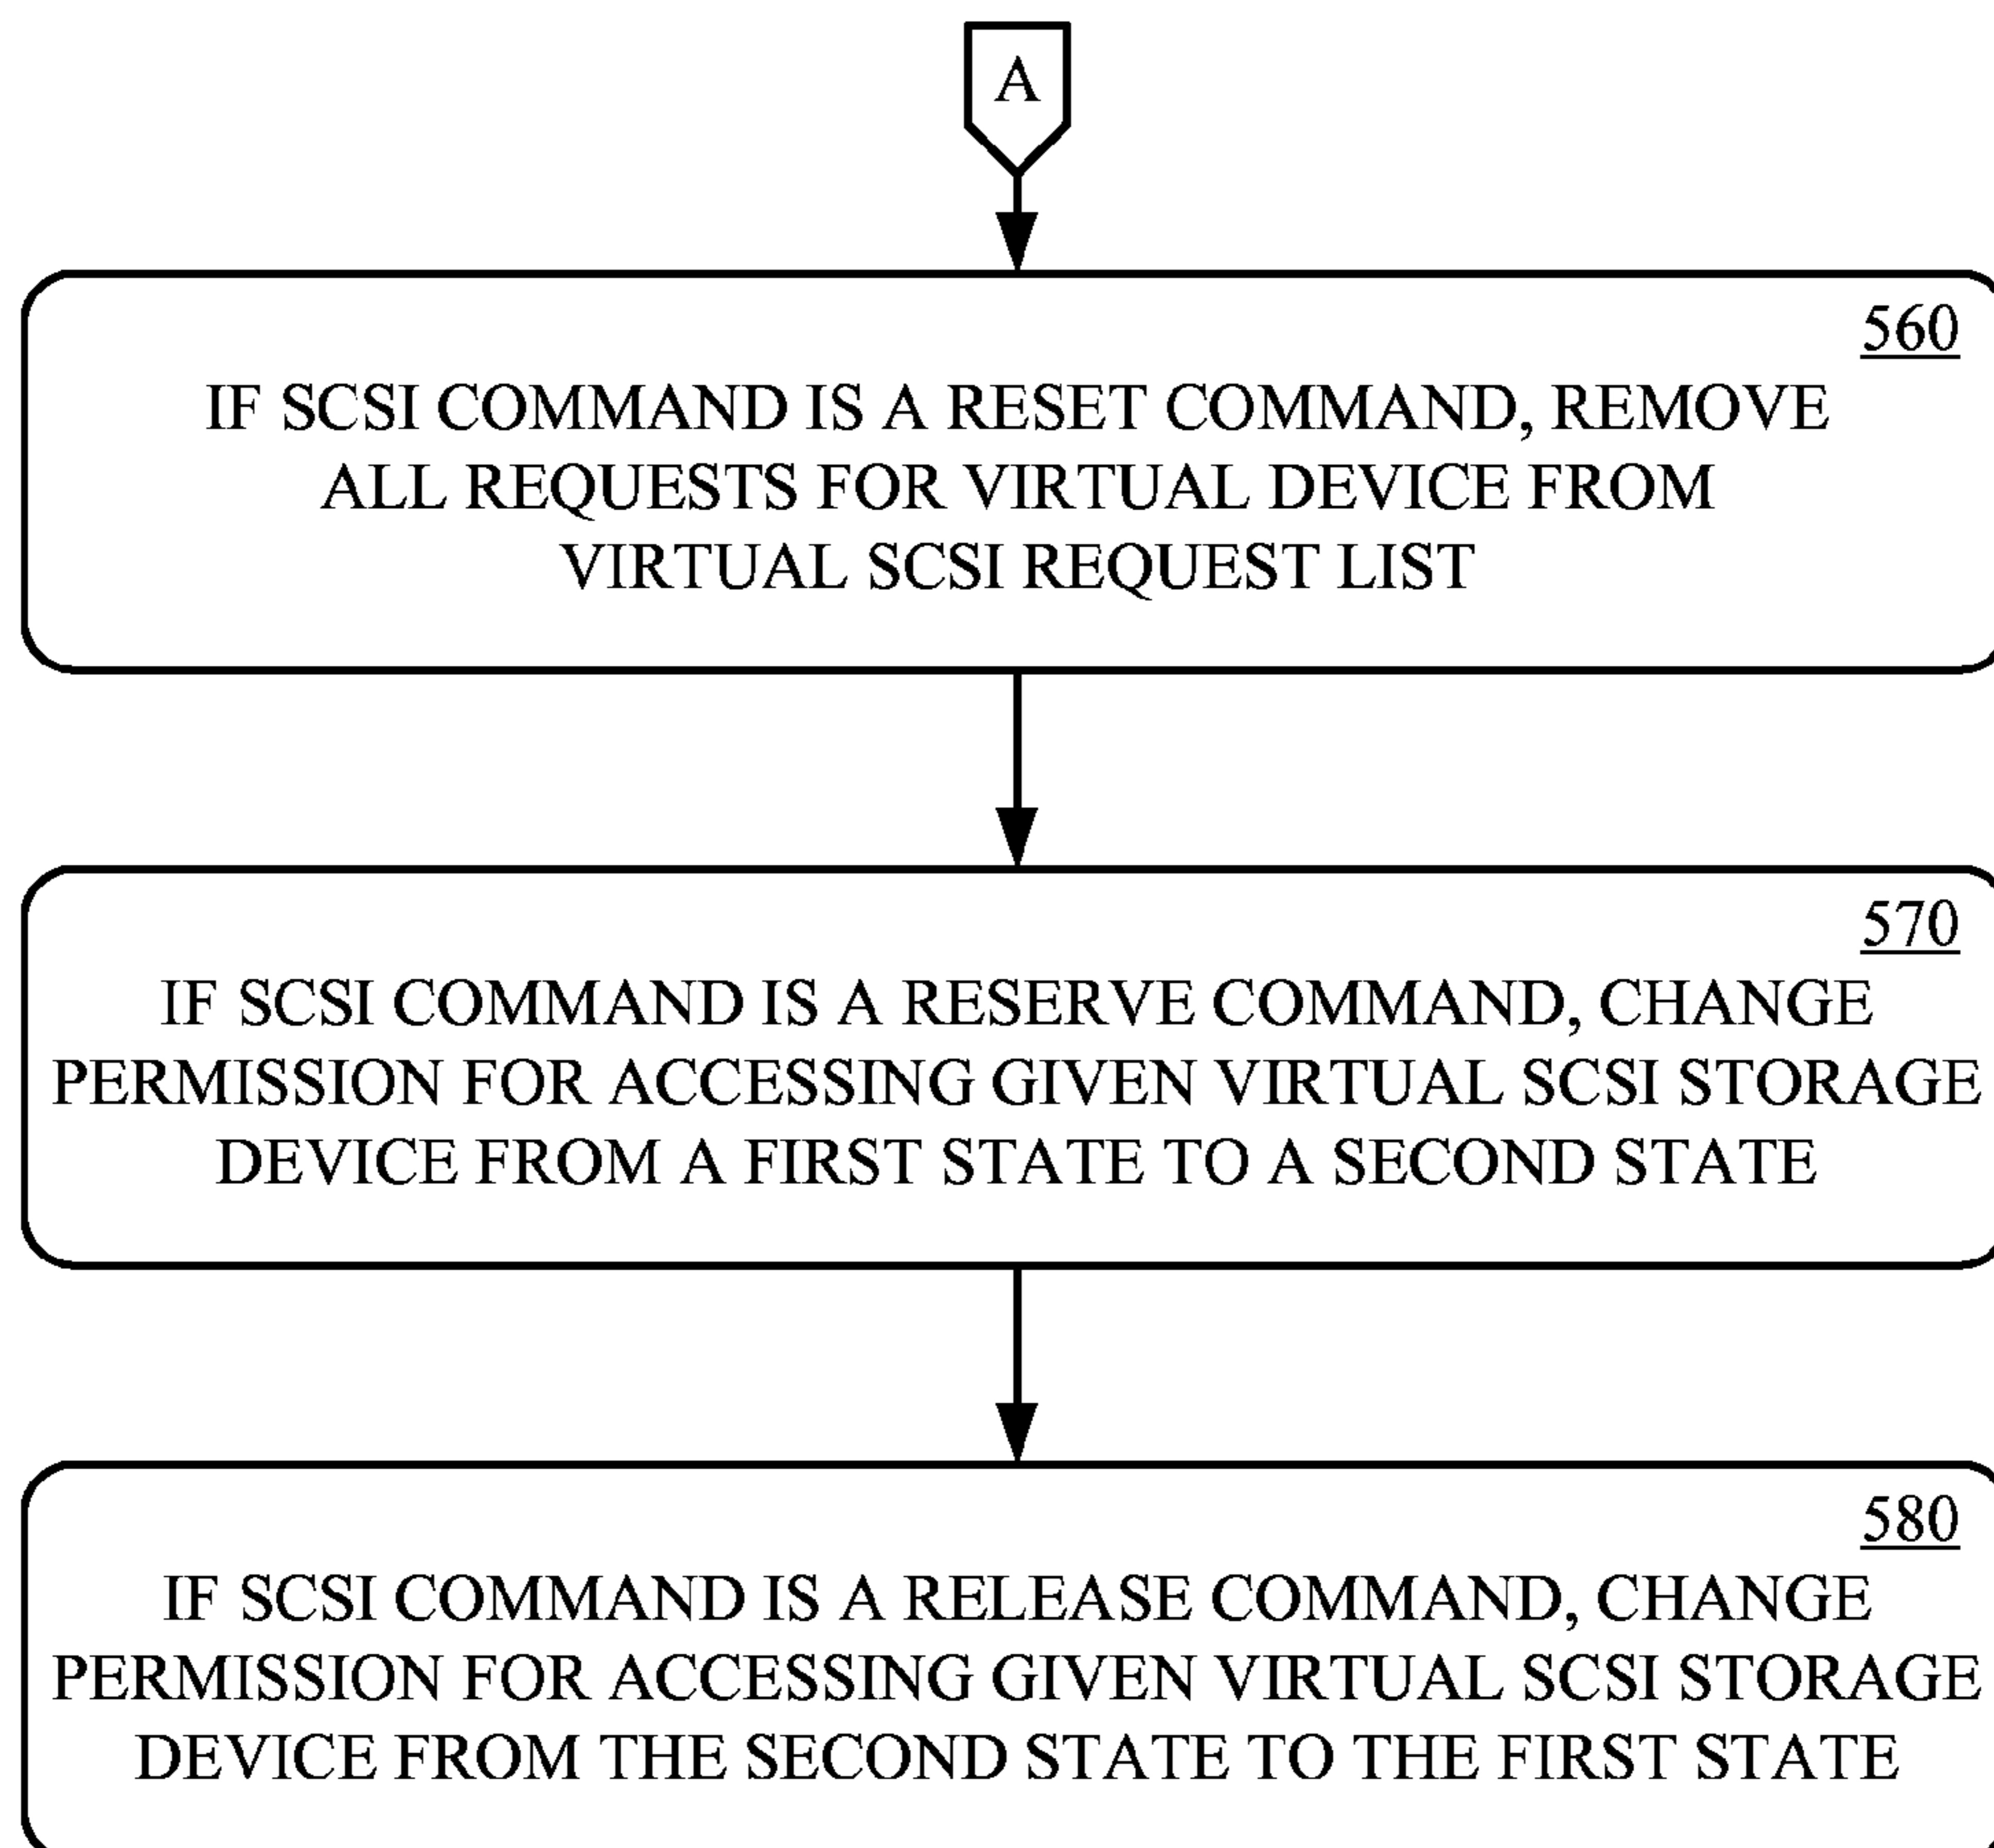 A
560
IF SCSI COMMAND IS A RESET COMMAND, REMOVE
ALL REQUESTS FOR VIRTUAL DEVICE FROM
VIRTUAL SCSI REQUEST LIST
570
IF SCSI COMMAND IS A RESERVE COMMAND, CHANGE
PERMISSION FOR ACCESSING GIVEN VIRTUAL SCSI STORAGE
DEVICE FROM A FIRST STATE TO A SECOND STATE
580
IF SCSI COMMAND IS A RELEASE COMMAND, CHANGE
PERMISSION FOR ACCESSING GIVEN VIRTUAL SCSI STORAGE
DEVICE FROM THE SECOND STATE TO THE FIRST STATE